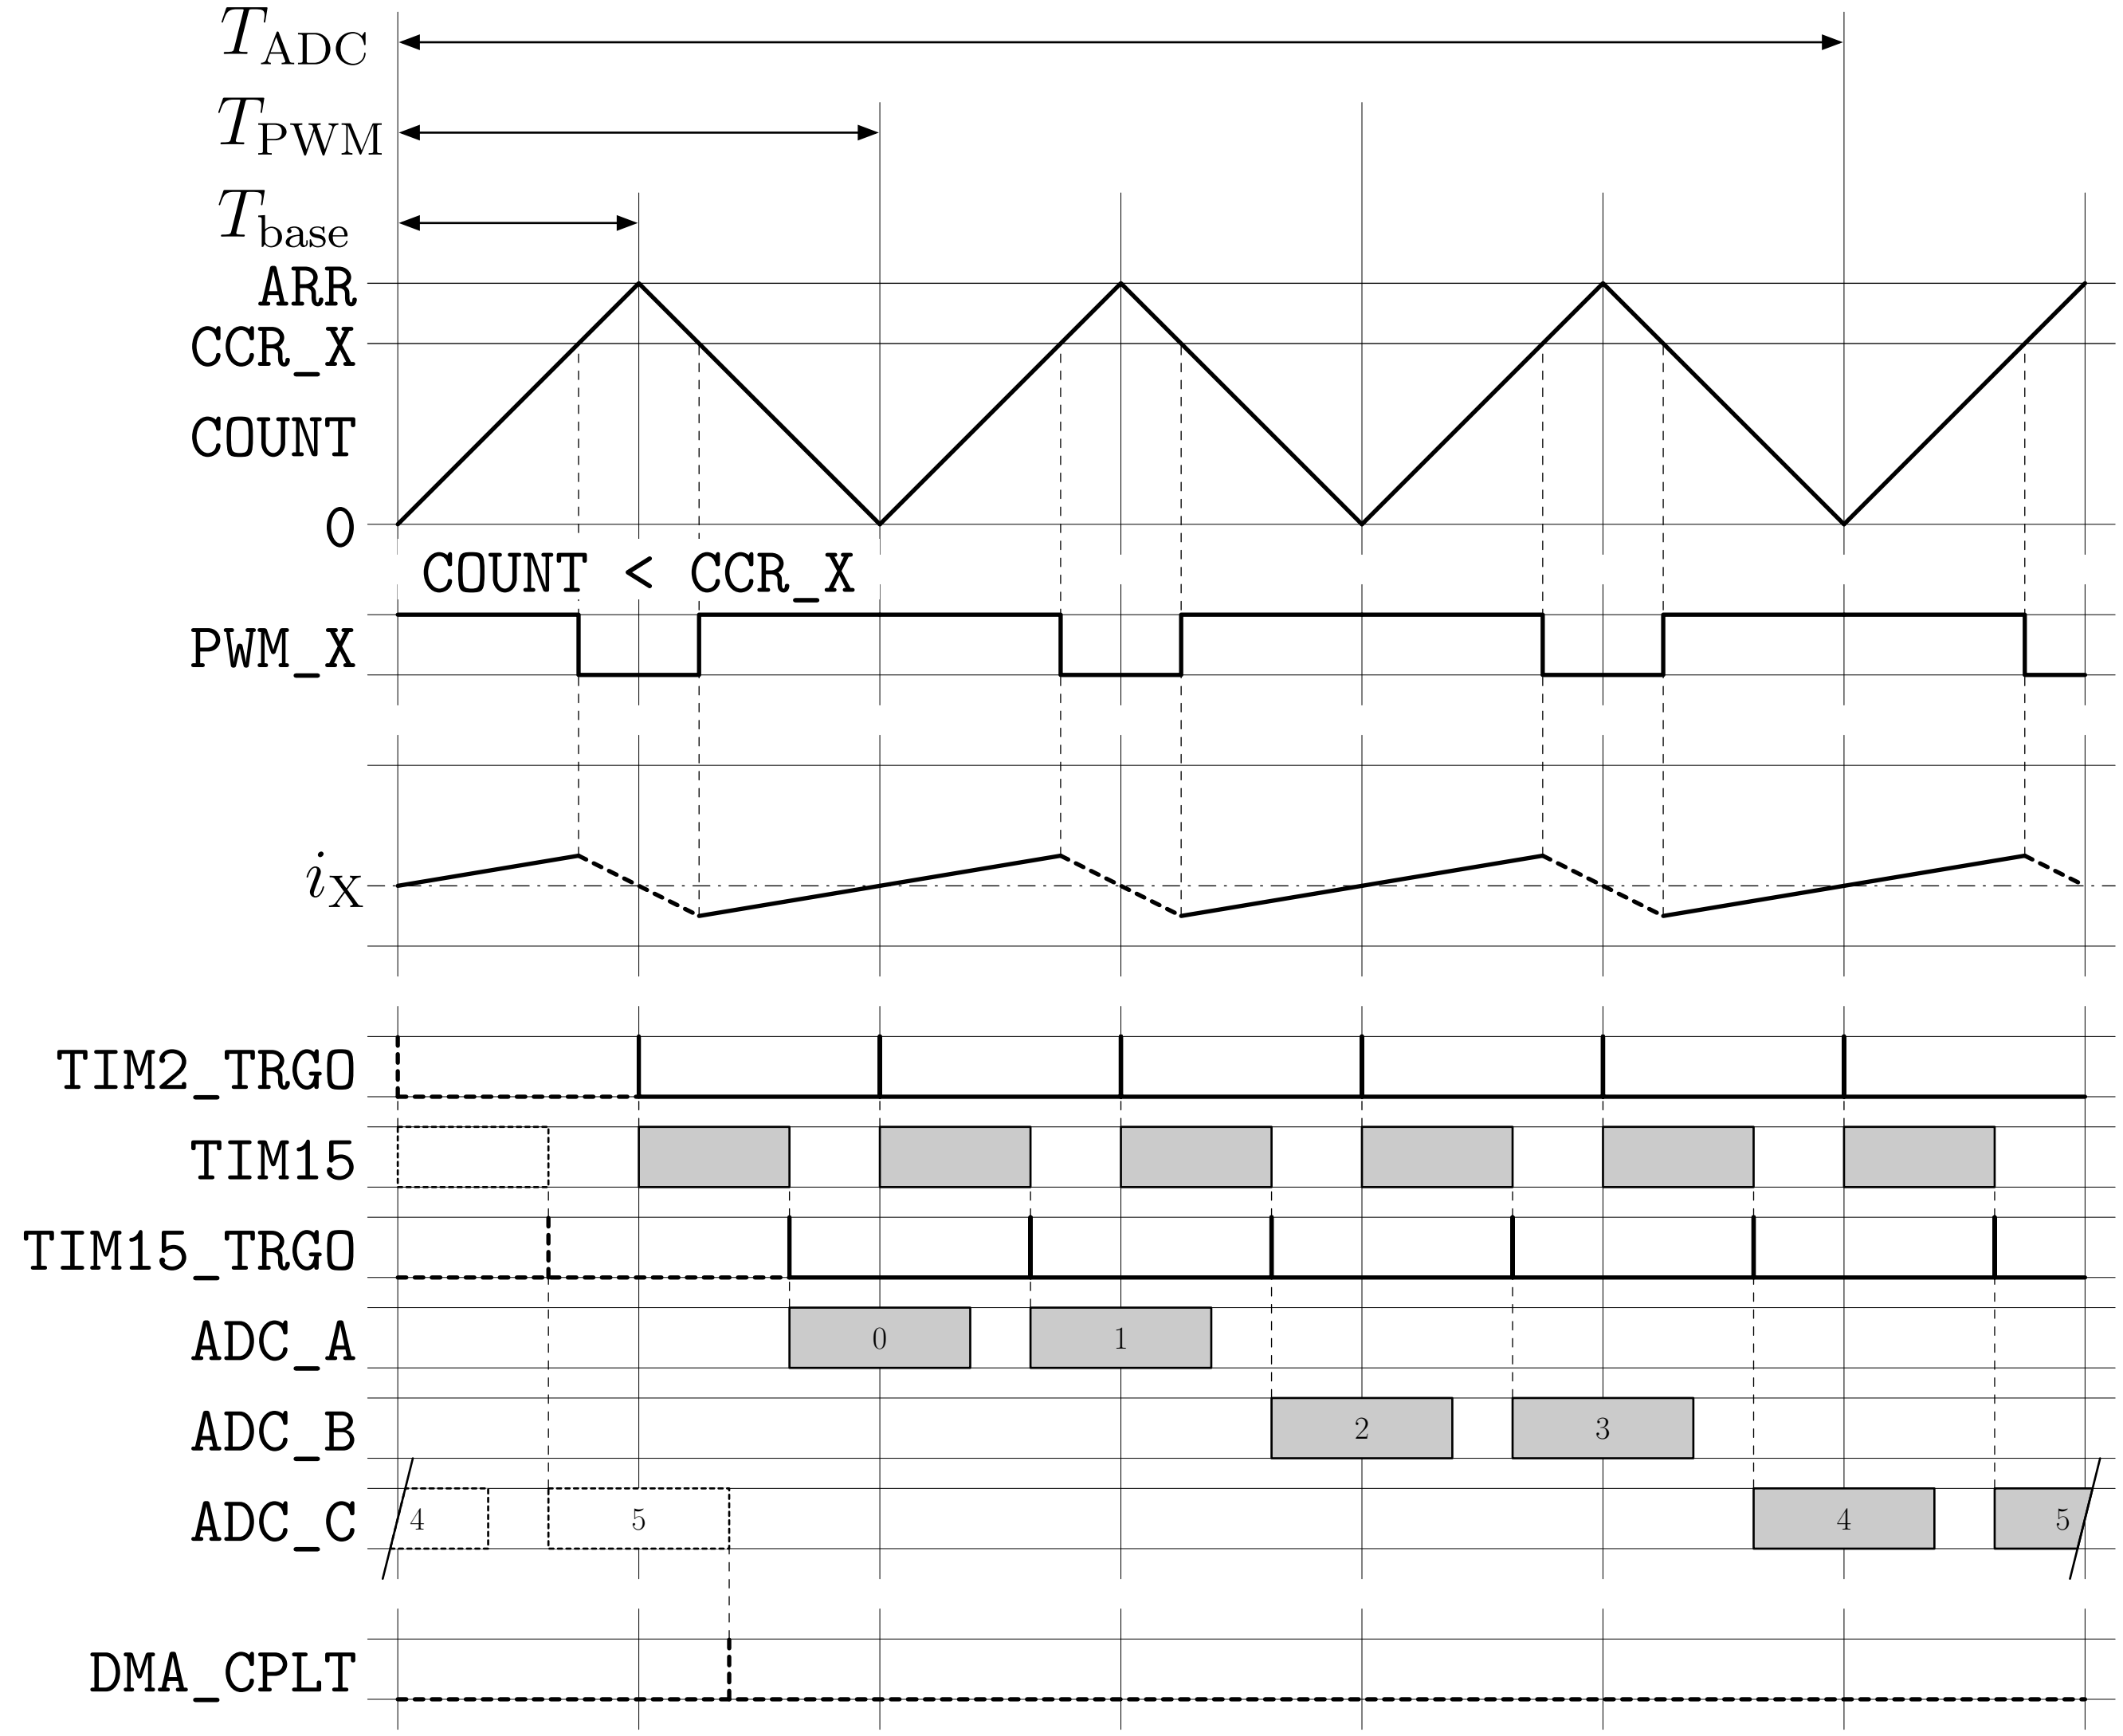 T_ADC
T_PWM
T_base
ARR
CCR_X
COUNT
0
COUNT < CCR_X
PWM_X
i_X
TIM2_TRGO
TIM15
TIM15_TRGO
ADC_A 0 1
ADC_B 2 3
ADC_C 4 5 4 5
DMA_CPLT